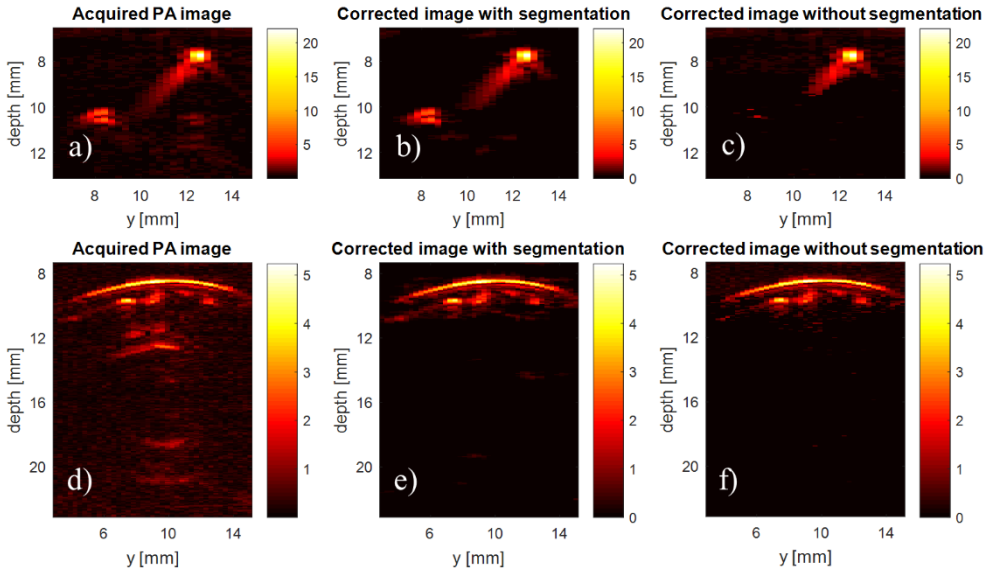 Acquired PA image
Corrected image with segmentation
Corrected image without segmentation
depth [mm]
8
10
12
a)
20
15
10
5
8 10 12 14
y [mm]
depth [mm]
8
10
12
b)
20
15
10
5
0
8 10 12 14
y [mm]
depth [mm]
8
10
12
c)
20
15
10
5
0
8 10 12 14
y [mm]
Acquired PA image
Corrected image with segmentation
Corrected image without segmentation
depth [mm]
8
12
16
20
d)
5
4
3
2
1
6 10 14
y [mm]
depth [mm]
8
12
16
20
e)
5
4
3
2
1
0
6 10 14
y [mm]
depth [mm]
8
12
16
20
f)
5
4
3
2
1
0
6 10 14
y [mm]